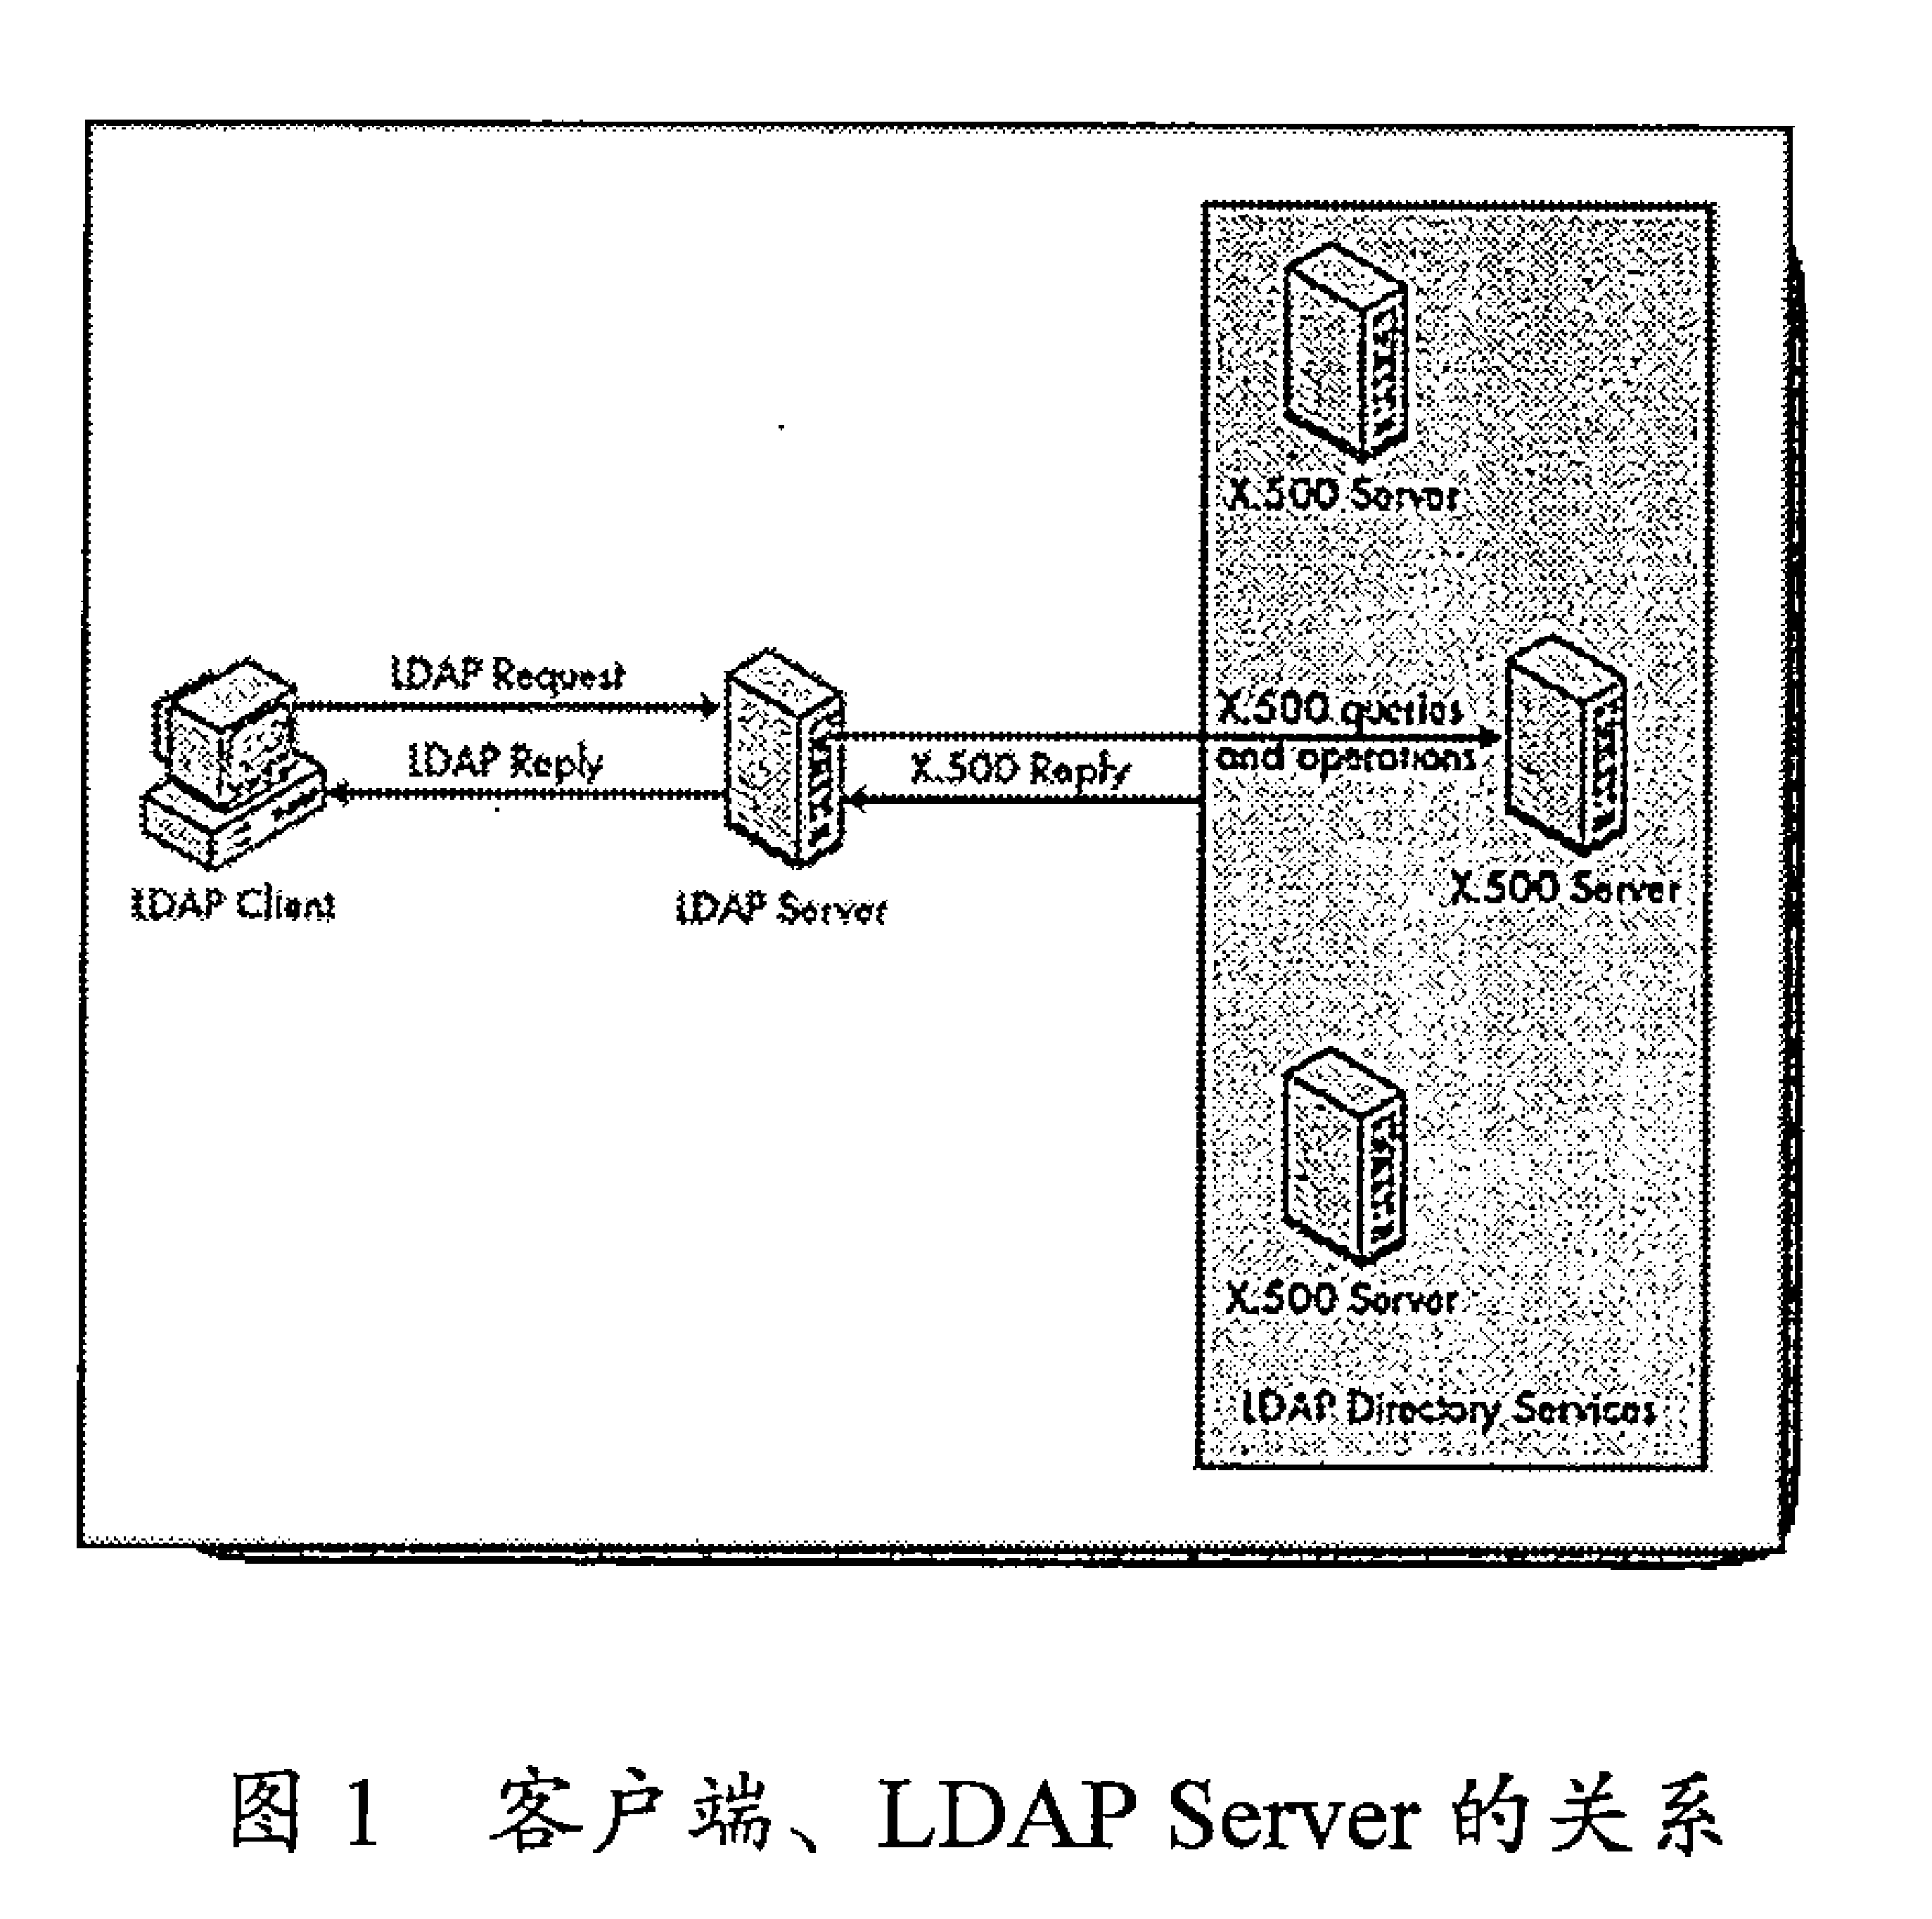 X.500 Server
LDAP Request
X.500 queries
and operations
LDAP Reply
X.500 Reply
X.500 Server
LDAP Client
LDAP Server
X.500 Server
LDAP Directory Services
图 1 客户端、LDAP Server 的关系